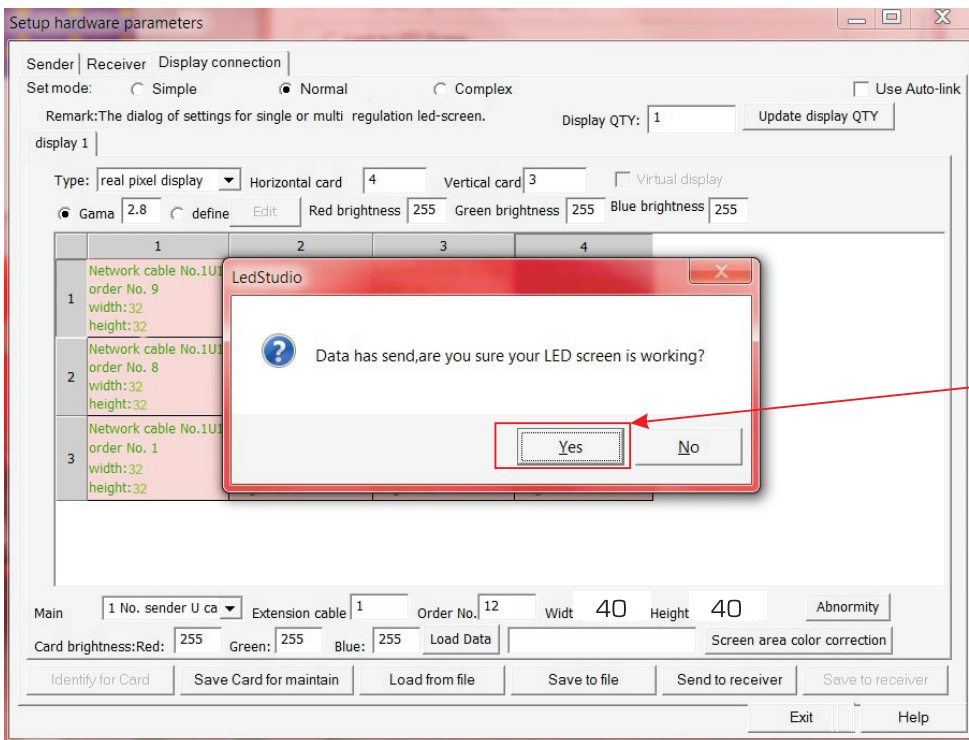 Setup hardware parameters
Sender Receiver Display connection
Set mode: Simple Normal Complex Use Auto-link
Remark:The dialog of settings for single or multi regulation led-screen. Display QTY: 1 Update display QTY
display 1
Type: real pixel display Horizontal card 4 Vertical card 3 Virtual display
Gama 2.8 define Edit Red brightness 255 Green brightness 255 Blue brightness 255
1 2 3 4
1
Network cable No.1U1
order No. 9
width:32
height:32
2
Network cable No.1U1
order No. 8
width:32
height:32
3
Network cable No.1U1
order No. 1
width:32
height:32
LedStudio
Data has send,are you sure your LED screen is working?
Yes No
Main 1 No. sender U ca Extension cable 1 Order No. 12 Widt 40 Height 40 Abnormity
Card brightness:Red: 255 Green: 255 Blue: 255 Load Data Screen area color correction
Identify for Card Save Card for maintain Load from file Save to file Send to receiver Save to receiver
Exit Help